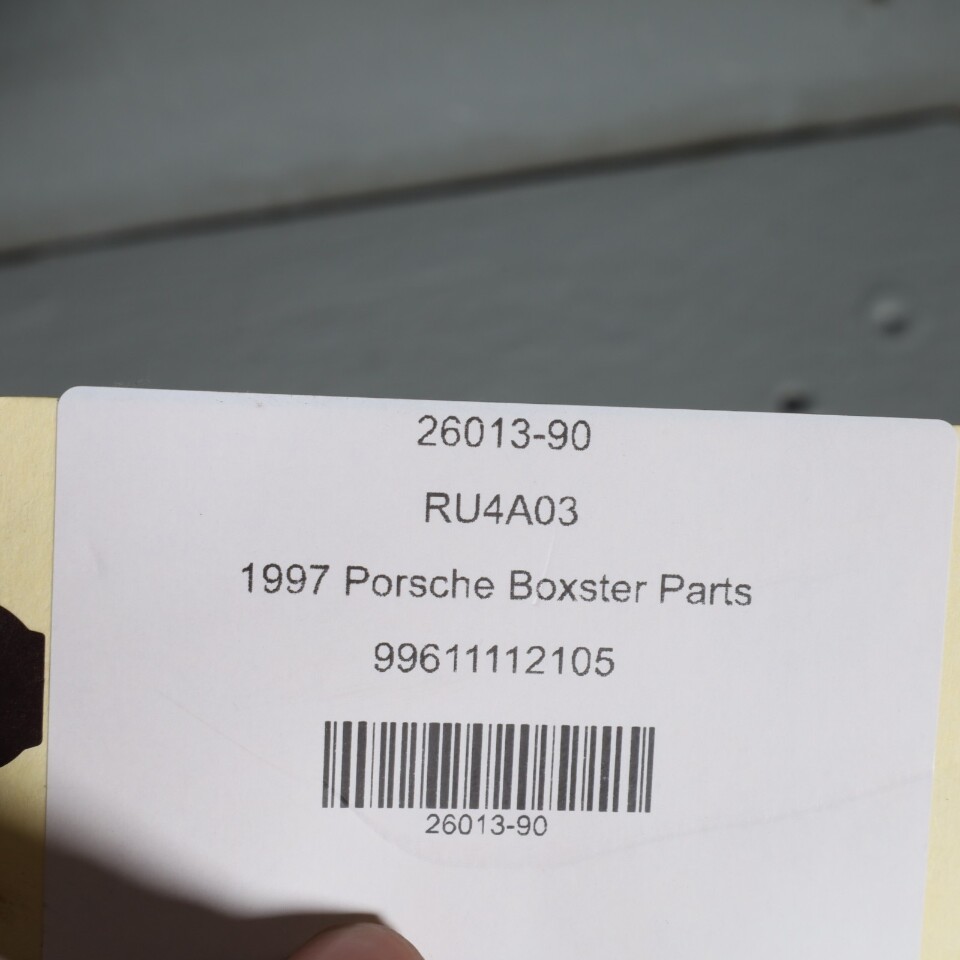 26013-90
RU4A03
1997 Porsche Boxster Parts
99611112105
26013-90